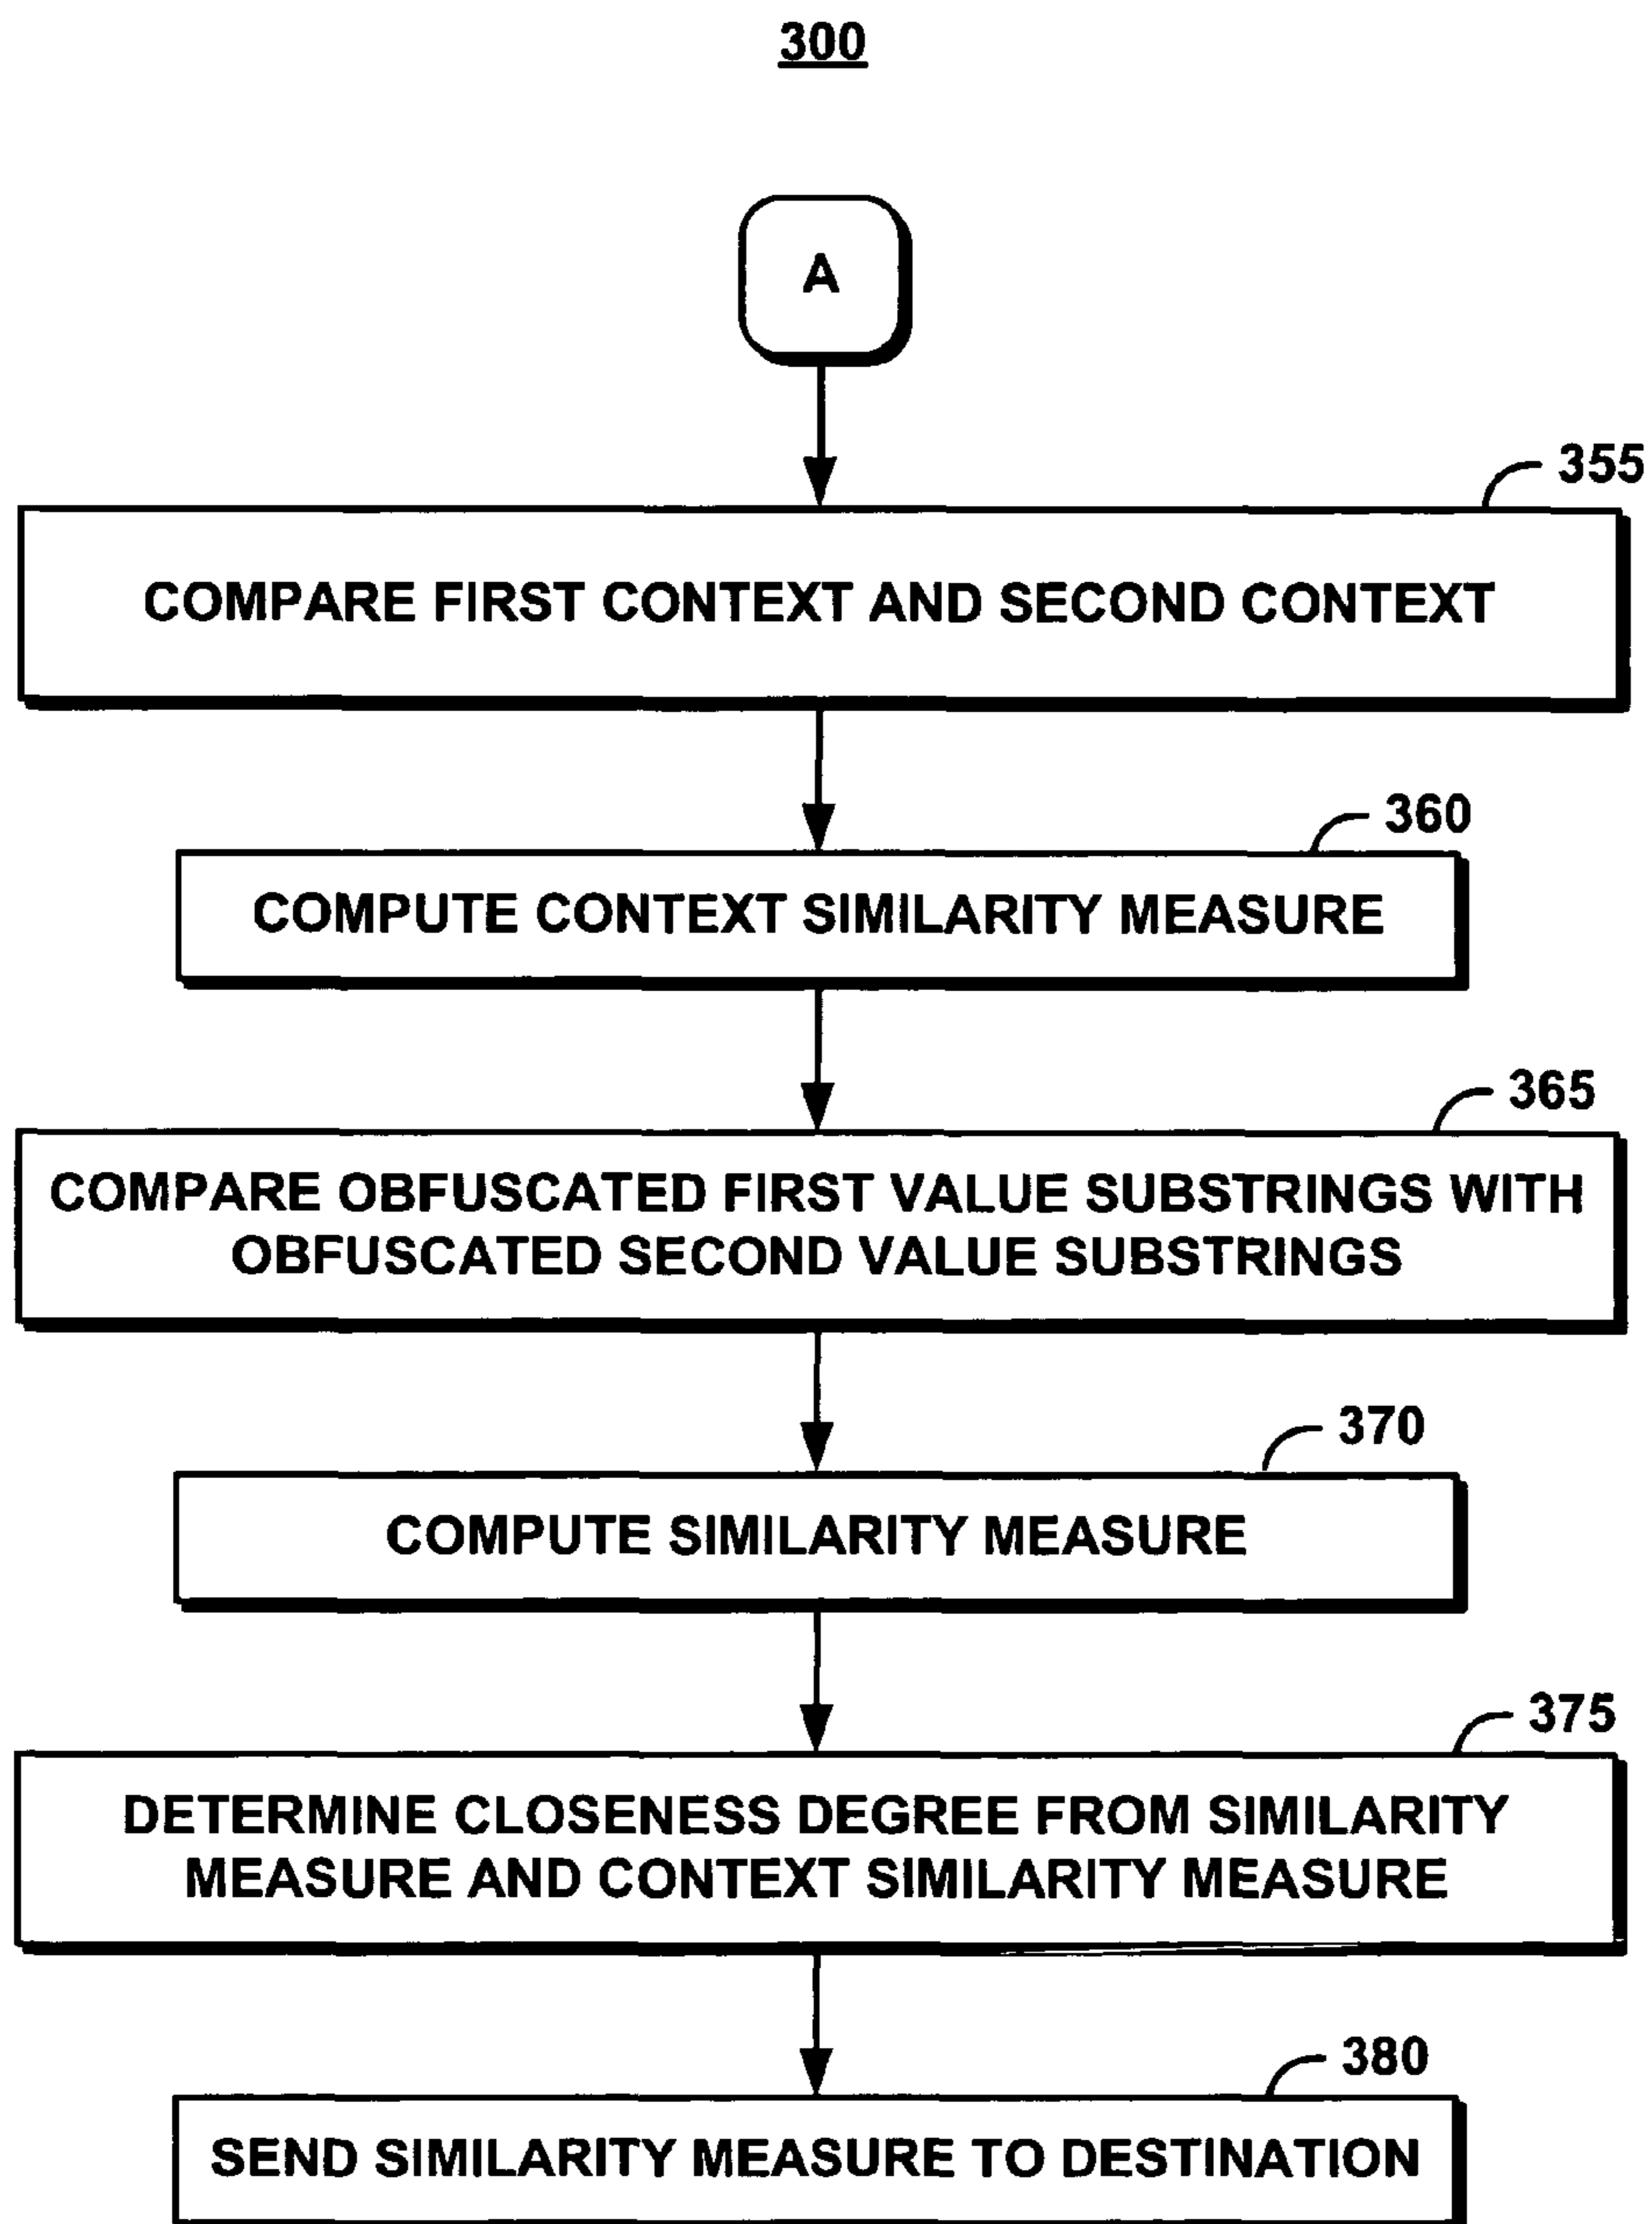 300
A
355
COMPARE FIRST CONTEXT AND SECOND CONTEXT
360
COMPUTE CONTEXT SIMILARITY MEASURE
365
COMPARE OBFUSCATED FIRST VALUE SUBSTRINGS WITH
OBFUSCATED SECOND VALUE SUBSTRINGS
370
COMPUTE SIMILARITY MEASURE
375
DETERMINE CLOSENESS DEGREE FROM SIMILARITY
MEASURE AND CONTEXT SIMILARITY MEASURE
380
SEND SIMILARITY MEASURE TO DESTINATION